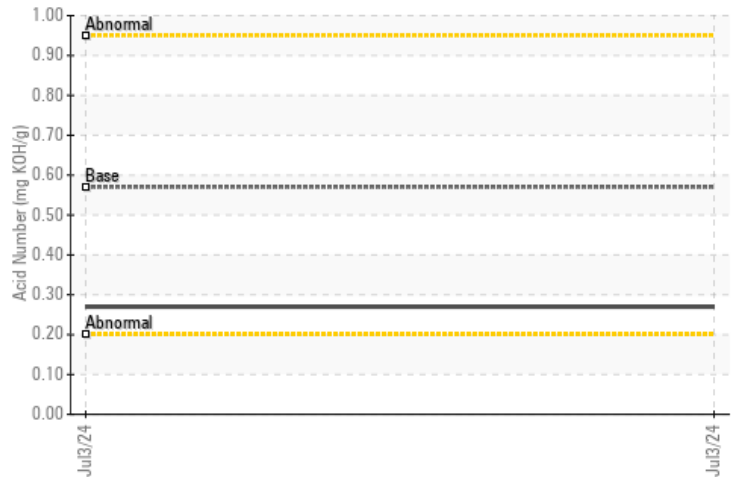 1.00
Abnormal
0.90
0.80
0.70
0.60
Base
0.50
0.40
0.30
Abnormal
0.20
0.10
0.00
Acid Number (mg KOH/g)
Jul3/24
Jul3/24